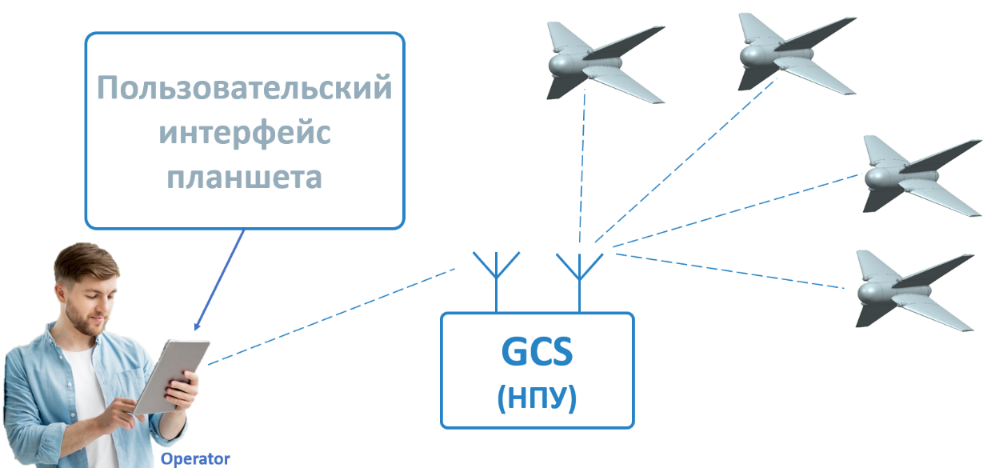 Пользовательский
интерфейс
планшета
GCS
(НПУ)
Operator